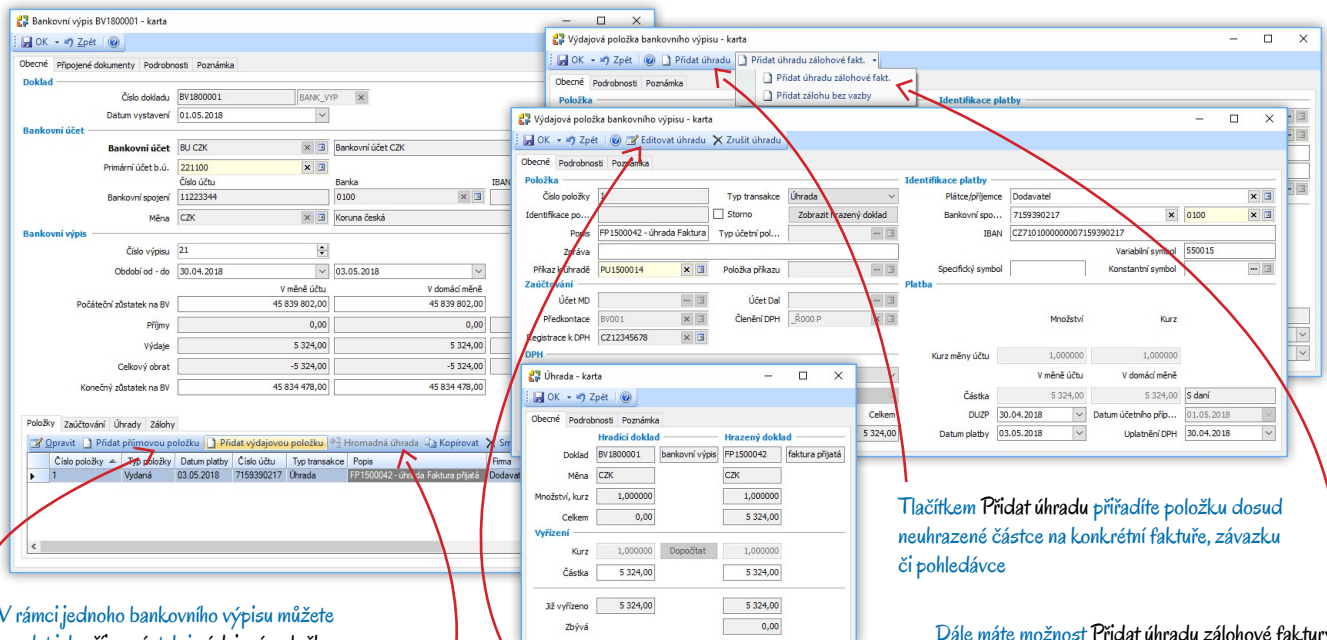 Bankovní výpis BV1800001 - karta
OK Zpět
Obecné Připojené dokumenty Podrobnosti Poznámka
Doklad
Číslo dokladu BV1800001 BANK_VYP
Datum vystavení 01.05.2018
Bankovní účet
Bankovní účet BU CZK Bankovní účet CZK
Primární účet b.ú. 221100
Číslo účtu Banka IBAN
Bankovní spojení 11223344 0100
Měna CZK Koruna česká
Bankovní výpis
Číslo výpisu 21
Období od - do 30.04.2018 03.05.2018
V měně účtu V domácí měně
Počáteční zůstatek na BV 45 839 802,00 45 839 802,00
Příjmy 0,00 0,00
Výdaje 5 324,00 5 324,00
Celkový obrat -5 324,00 -5 324,00
Konečný zůstatek na BV 45 834 478,00 45 834 478,00
Položky Zaúčtování Úhrady Zálohy
Opravit Přidat příjmovou položku Přidat výdajovou položku Hromadná úhrada Kopírovat
Číslo položky Typ položky Datum platby Číslo účtu Typ transakce Popis Firma
1 Vydaná 03.05.2018 7159390217 Úhrada FP1500042 - úhrada Faktura přijatá Dodavat
Výdajová položka bankovního výpisu - karta
OK Zpět Přidat úhradu Přidat úhradu zálohové fakt.
Přidat úhradu zálohové fakt.
Přidat zálohu bez vazby
Obecné Podrobnosti Poznámka
Položka Identifikace platby
Výdajová položka bankovního výpisu - karta
OK Zpět Editovat úhradu Zrušit úhradu
Obecné Podrobnosti Poznámka
Položka Identifikace platby
Číslo položky 1 Typ transakce Úhrada Plátce/příjemce Dodavatel
Identifikace po... Storno Zobrazit hrazený doklad Bankovní spo... 7159390217 0100
Popis FP1500042 - úhrada Faktura Typ účetní pol... IBAN CZ7101000000007159390217
Zpráva Variabilní symbol 550015
Příkaz k úhradě PU1500014 Položka příkazu Specifický symbol Konstantní symbol
Zaúčtování Platba
Účet MD Účet Dal
Předkontace BV001 Členění DPH _Ř000 P Množství Kurz
Registrace k DPH CZ12345678
DPH
Kurz měny účtu 1,000000 1,000000
V měně účtu V domácí měně
Částka 5 324,00 5 324,00 S daní
Celkem DUZP 30.04.2018 Datum účetního příp... 01.05.2018
5 324,00 Datum platby 03.05.2018 Uplatnění DPH 30.04.2018
Úhrada - karta
OK Zpět
Obecné Podrobnosti Poznámka
Hradící doklad Hrazený doklad
Doklad BV1800001 bankovní výpis FP1500042 faktura přijatá
Měna CZK CZK
Množství, kurz 1,000000 1,000000
Celkem 0,00 5 324,00
Vyřízení
Kurz 1,000000 Dopočítat 1,000000
Částka 5 324,00 5 324,00
Již vyřízeno 5 324,00 5 324,00
Zbývá 0,00
Tlačítkem Přidat úhradu přiřadíte položku dosud
neuhrazené částce na konkrétní faktuře, závazku
či pohledávce
V rámci jednoho bankovního výpisu můžete
Dále máte možnost Přidat úhradu zálohové faktury